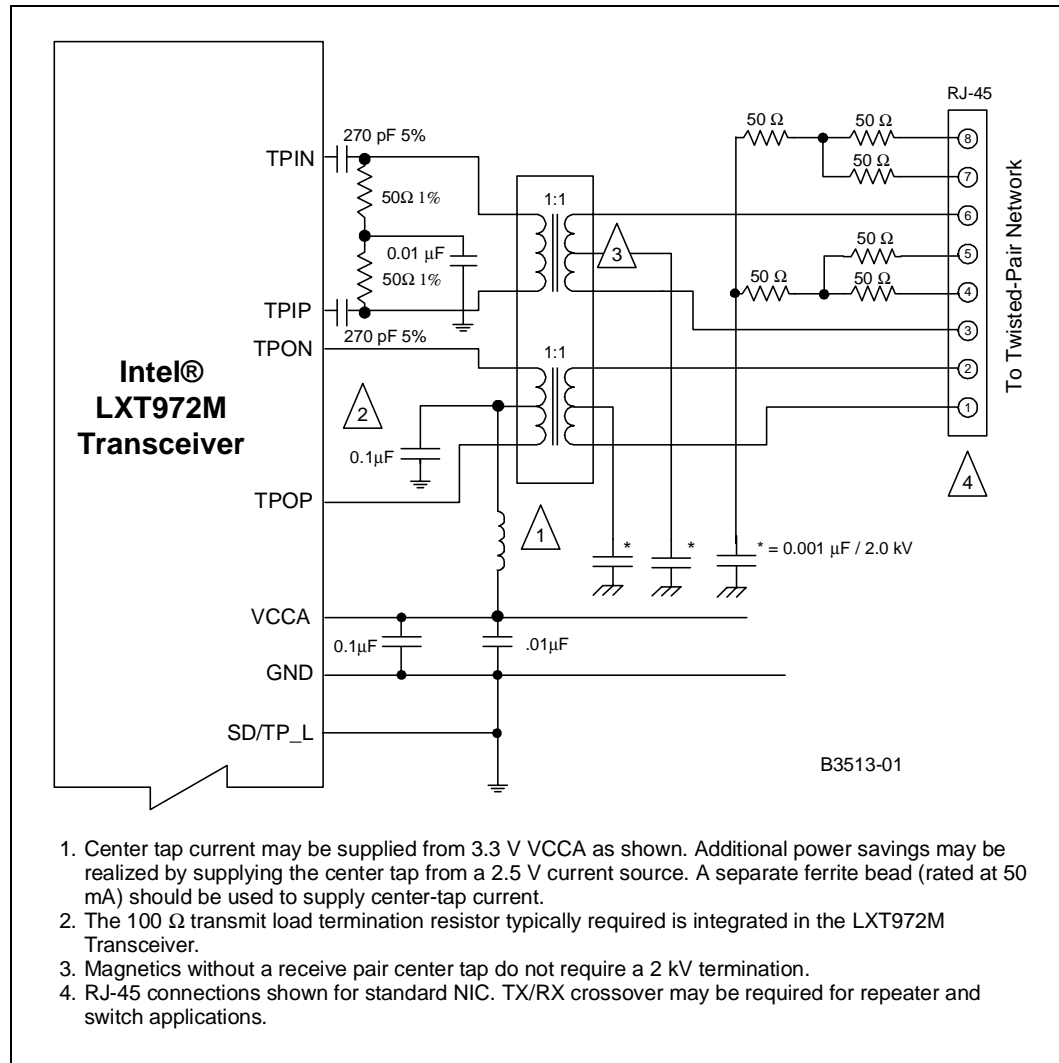 RJ-45
270 pF 5%
TPIN
50Ω 1%
0.01 µF
50Ω 1%
TPIP
270 pF 5%
TPON
TPOP
Intel®
LXT972M
Transceiver
1:1
1:1
3
2
0.1µF
1
50 Ω
50 Ω
50 Ω
50 Ω
50 Ω
50 Ω
8
7
6
5
4
3
2
1
To Twisted-Pair Network
4
*
*
* = 0.001 µF / 2.0 kV
VCCA
0.1µF
.01µF
GND
SD/TP_L
B3513-01
1. Center tap current may be supplied from 3.3 V VCCA as shown. Additional power savings may be
realized by supplying the center tap from a 2.5 V current source. A separate ferrite bead (rated at 50
mA) should be used to supply center-tap current.
2. The 100 Ω transmit load termination resistor typically required is integrated in the LXT972M
Transceiver.
3. Magnetics without a receive pair center tap do not require a 2 kV termination.
4. RJ-45 connections shown for standard NIC. TX/RX crossover may be required for repeater and
switch applications.